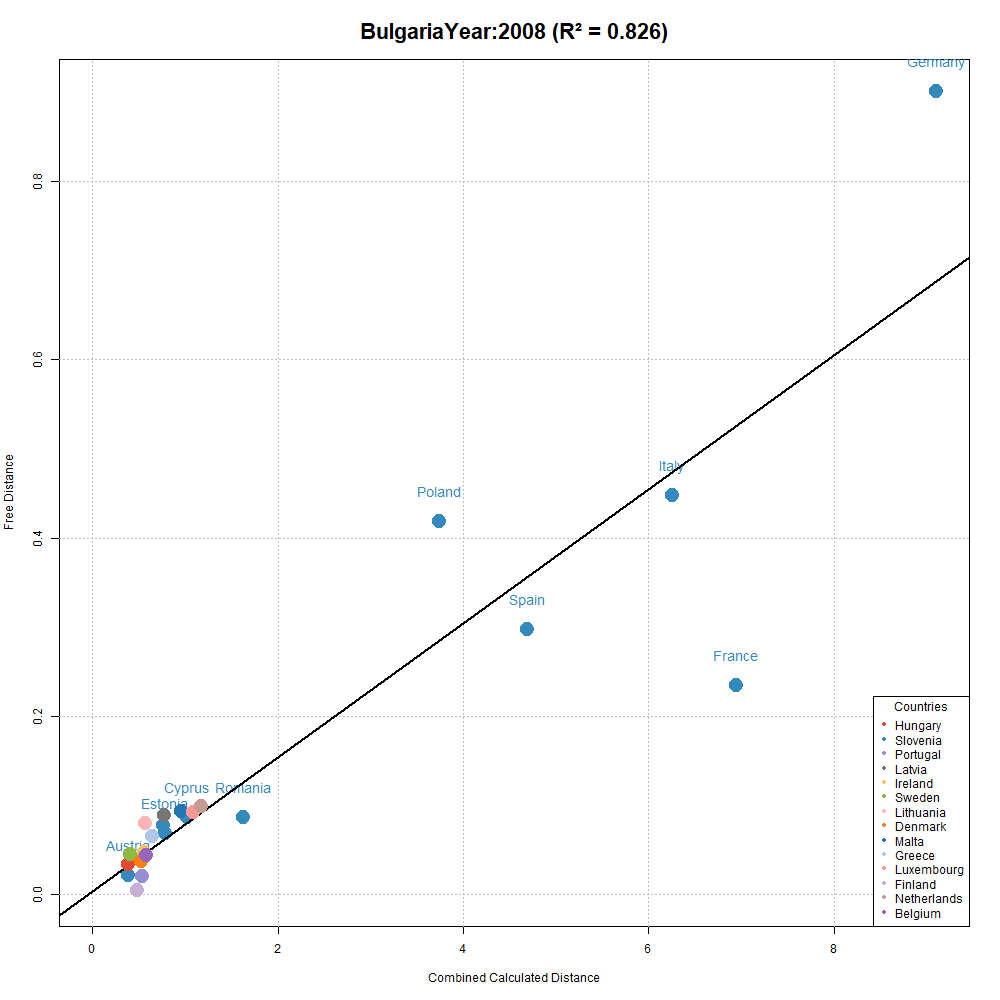 BulgariaYear:2008 (R² = 0.826)
Germany
0.8
0.6
Italy
Poland
Free Distance
0.4
Spain
France
0.2
Countries
Hungary
Slovenia
Portugal
Latvia
Ireland
Sweden
Lithuania
Denmark
Malta
Greece
Luxembourg
Finland
Netherlands
Belgium
Cyprus Romania
Estonia
Austria
0.0
0 2 4 6 8
Combined Calculated Distance